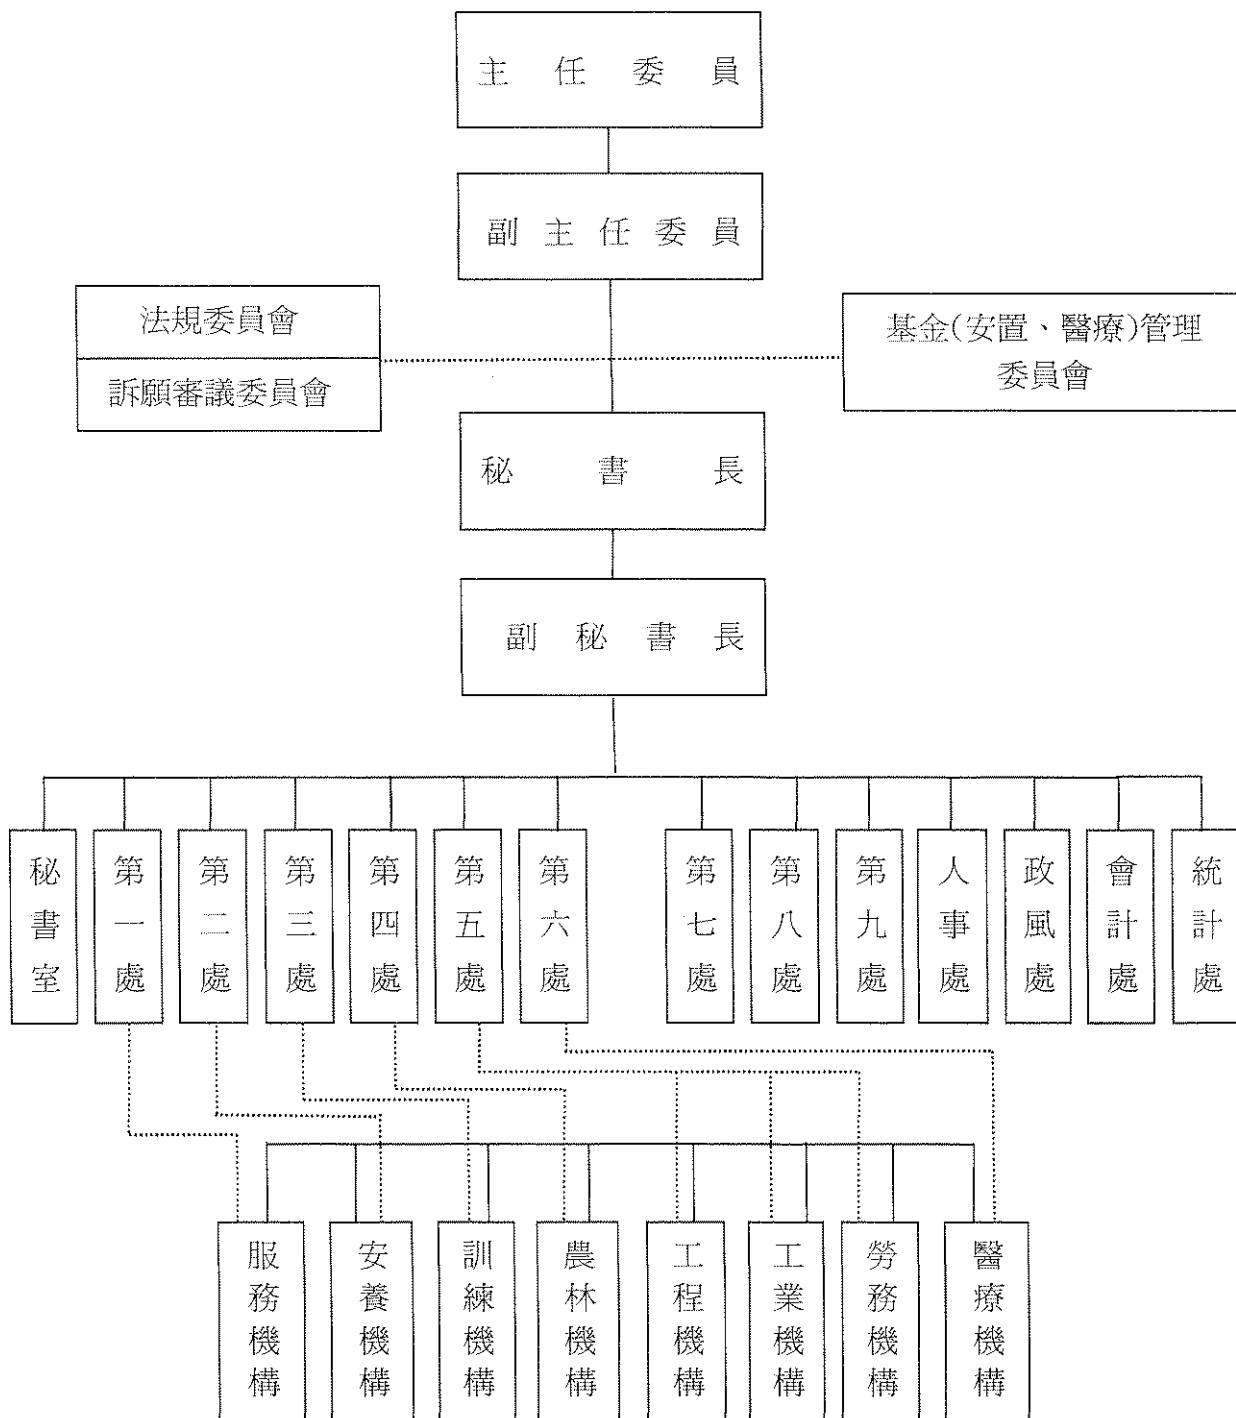 主任委員
副主任委員
法規委員會
訴願審議委員會
基金(安置、醫療)管理
委員會
秘書長
副秘書長
秘書室
第一處
第二處
第三處
第四處
第五處
第六處
第七處
第八處
第九處
人事處
政風處
會計處
統計處
服務機構
安養機構
訓練機構
農林機構
工程機構
工業機構
勞務機構
醫療機構